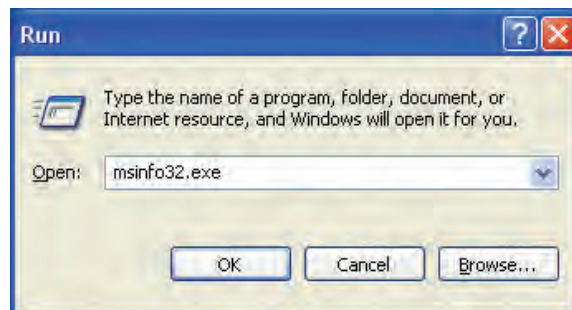 Run
?
X
Type the name of a program, folder, document, or
Internet resource, and Windows will open it for you.
Open: msinfo32.exe
OK Cancel Browse...